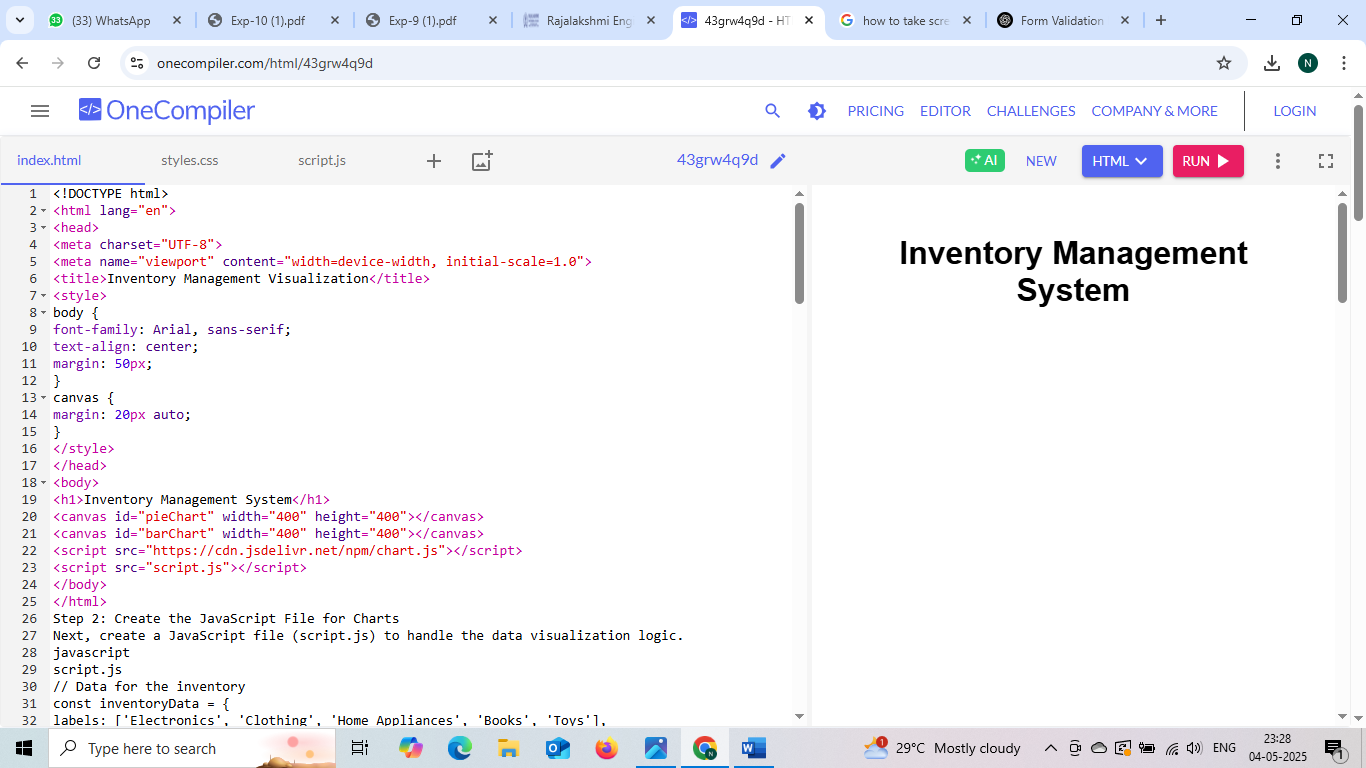 (33) WhatsApp
Exp-10 (1).pdf
Exp-9 (1).pdf
Rajalakshmi Eng
43grw4q9d - HT
how to take scre
Form Validation
onecompiler.com/html/43grw4q9d
N
</> OneCompiler
PRICING
EDITOR
CHALLENGES
COMPANY & MORE
LOGIN
index.html
styles.css
script.js
43grw4q9d
AI
NEW
HTML
RUN
1 <!DOCTYPE html>
2 <html lang="en">
3 <head>
4 <meta charset="UTF-8">
5 <meta name="viewport" content="width=device-width, initial-scale=1.0">
6 <title>Inventory Management Visualization</title>
7 <style>
8 body {
9 font-family: Arial, sans-serif;
10 text-align: center;
11 margin: 50px;
12 }
13 canvas {
14 margin: 20px auto;
15 }
16 </style>
17 </head>
18 <body>
19 <h1>Inventory Management System</h1>
20 <canvas id="pieChart" width="400" height="400"></canvas>
21 <canvas id="barChart" width="400" height="400"></canvas>
22 <script src="https://cdn.jsdelivr.net/npm/chart.js"></script>
23 <script src="script.js"></script>
24 </body>
25 </html>
26 Step 2: Create the JavaScript File for Charts
27 Next, create a JavaScript file (script.js) to handle the data visualization logic.
28 javascript
29 script.js
30 // Data for the inventory
31 const inventoryData = {
32 labels: ['Electronics', 'Clothing', 'Home Appliances', 'Books', 'Toys'],
Inventory Management
System
Type here to search
1
29°C Mostly cloudy
ENG
23:28
04-05-2025
1